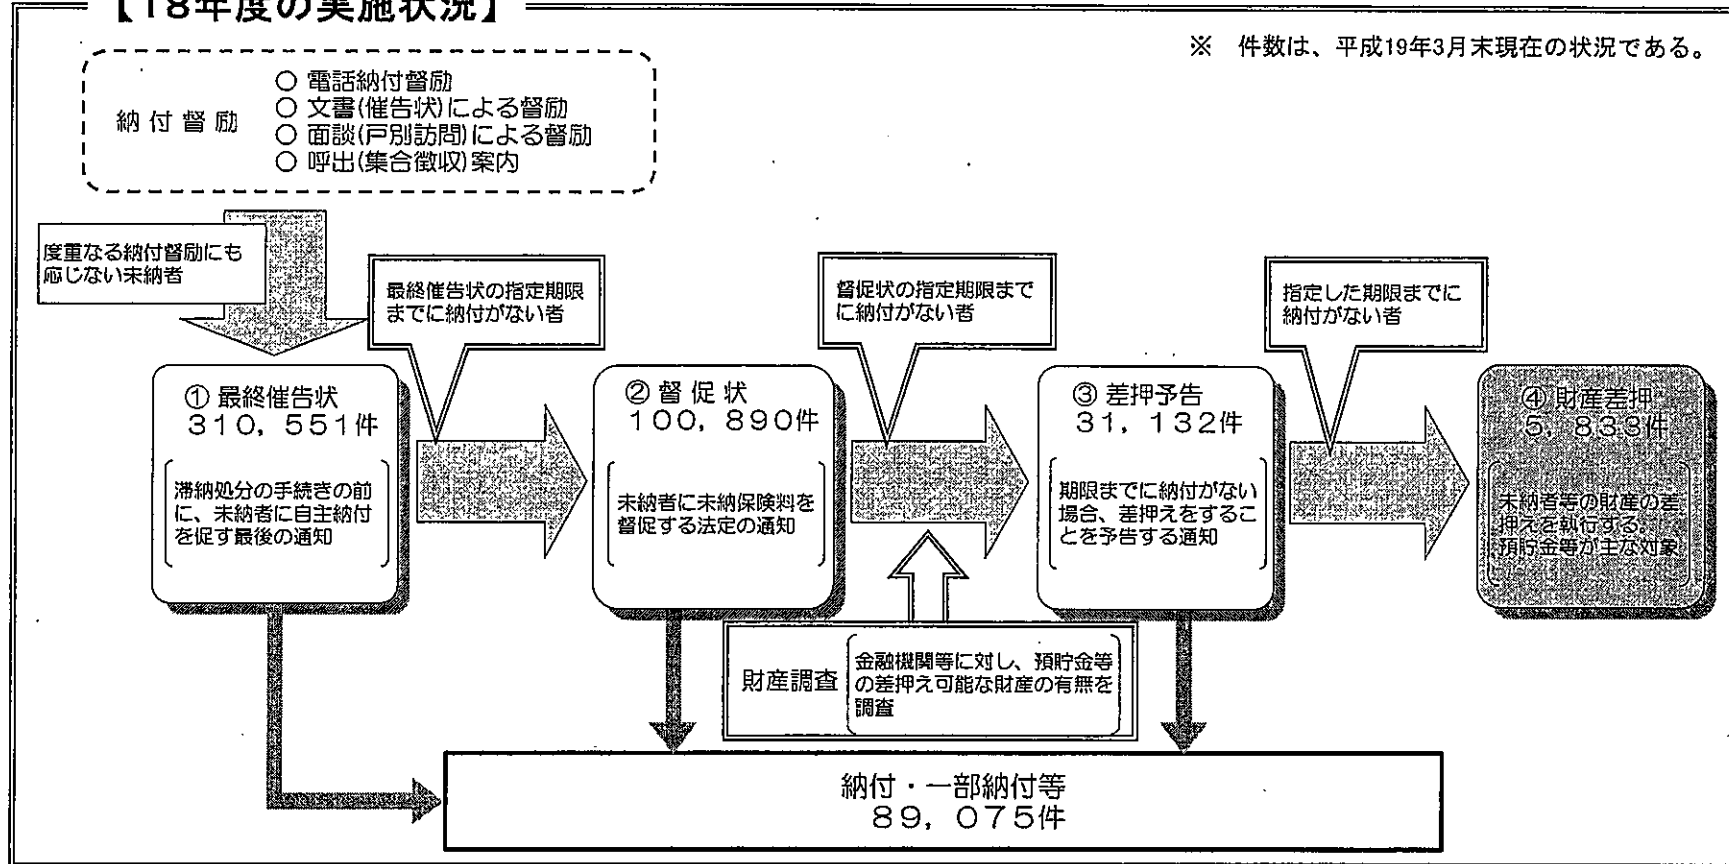 【18年度の実施状況】
※ 件数は、平成19年3月末現在の状況である。
納付督励
○ 電話納付督励
○ 文書(催告状)による督励
○ 面談(戸別訪問)による督励
○ 呼出(集合徴収)案内
度重なる納付督励にも
応じない未納者
最終催告状の指定期限
までに納付がない者
督促状の指定期限まで
に納付がない者
指定した期限までに
納付がない者
① 最終催告状
310,551件
滞納処分の手続きの前
に、未納者に自主納付
を促す最後の通知
② 督促状
100,890件
未納者に未納保険料を
督促する法定の通知
③ 差押予告
31,132件
期限までに納付がない
場合、差押えをするこ
とを予告する通知
④ 財産差押
5,833件
未納者等の財産の差
押えを執行する。
預貯金等が主な対象
財産調査
金融機関等に対し、預貯金等
の差押え可能な財産の有無を
調査
納付・一部納付等
89,075件